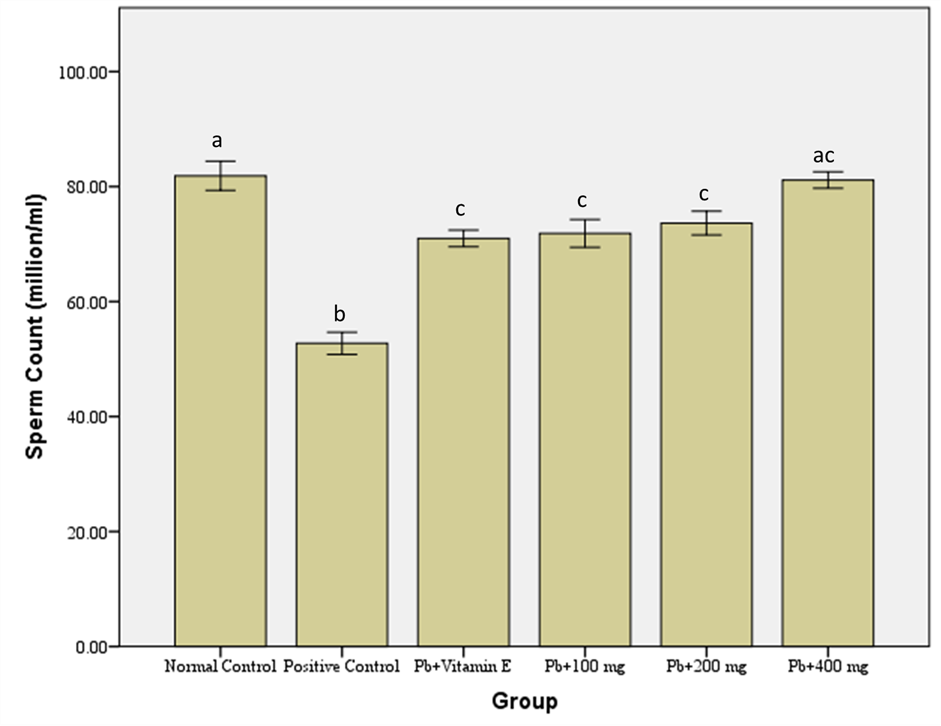 Sperm Count (million/ml)
100.00
80.00
60.00
40.00
20.00
0.00
a
b
c
c
c
ac
Normal Control
Positive Control
Pb+Vitamin E
Pb+100 mg
Pb+200 mg
Pb+400 mg
Group